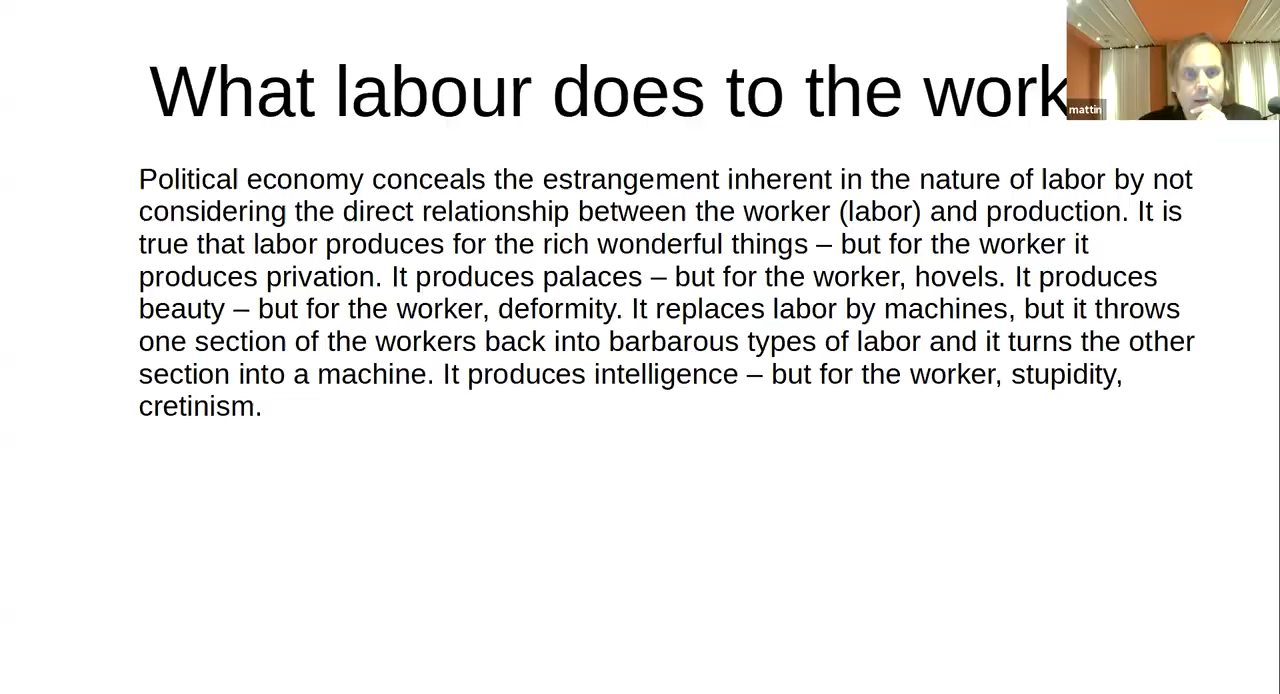 What labour does to the work
mattin
Political economy conceals the estrangement inherent in the nature of labor by not
considering the direct relationship between the worker (labor) and production. It is
true that labor produces for the rich wonderful things – but for the worker it
produces privation. It produces palaces – but for the worker, hovels. It produces
beauty – but for the worker, deformity. It replaces labor by machines, but it throws
one section of the workers back into barbarous types of labor and it turns the other
section into a machine. It produces intelligence – but for the worker, stupidity,
cretinism.